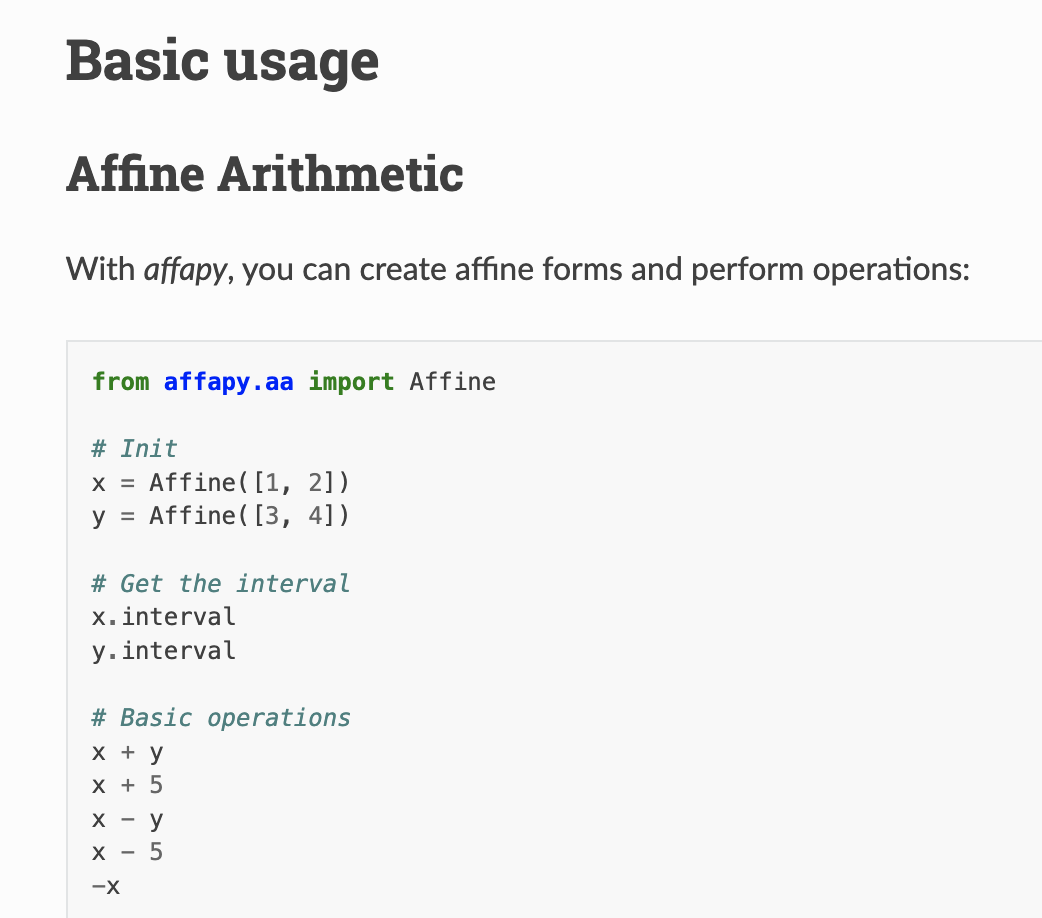 Basic usage
Affine Arithmetic
With affapy, you can create affine forms and perform operations:
from affapy.aa import Affine
# Init
x = Affine([1, 2])
y = Affine([3, 4])
# Get the interval
x.interval
y.interval
# Basic operations
x + y
x + 5
x - y
x - 5
-x